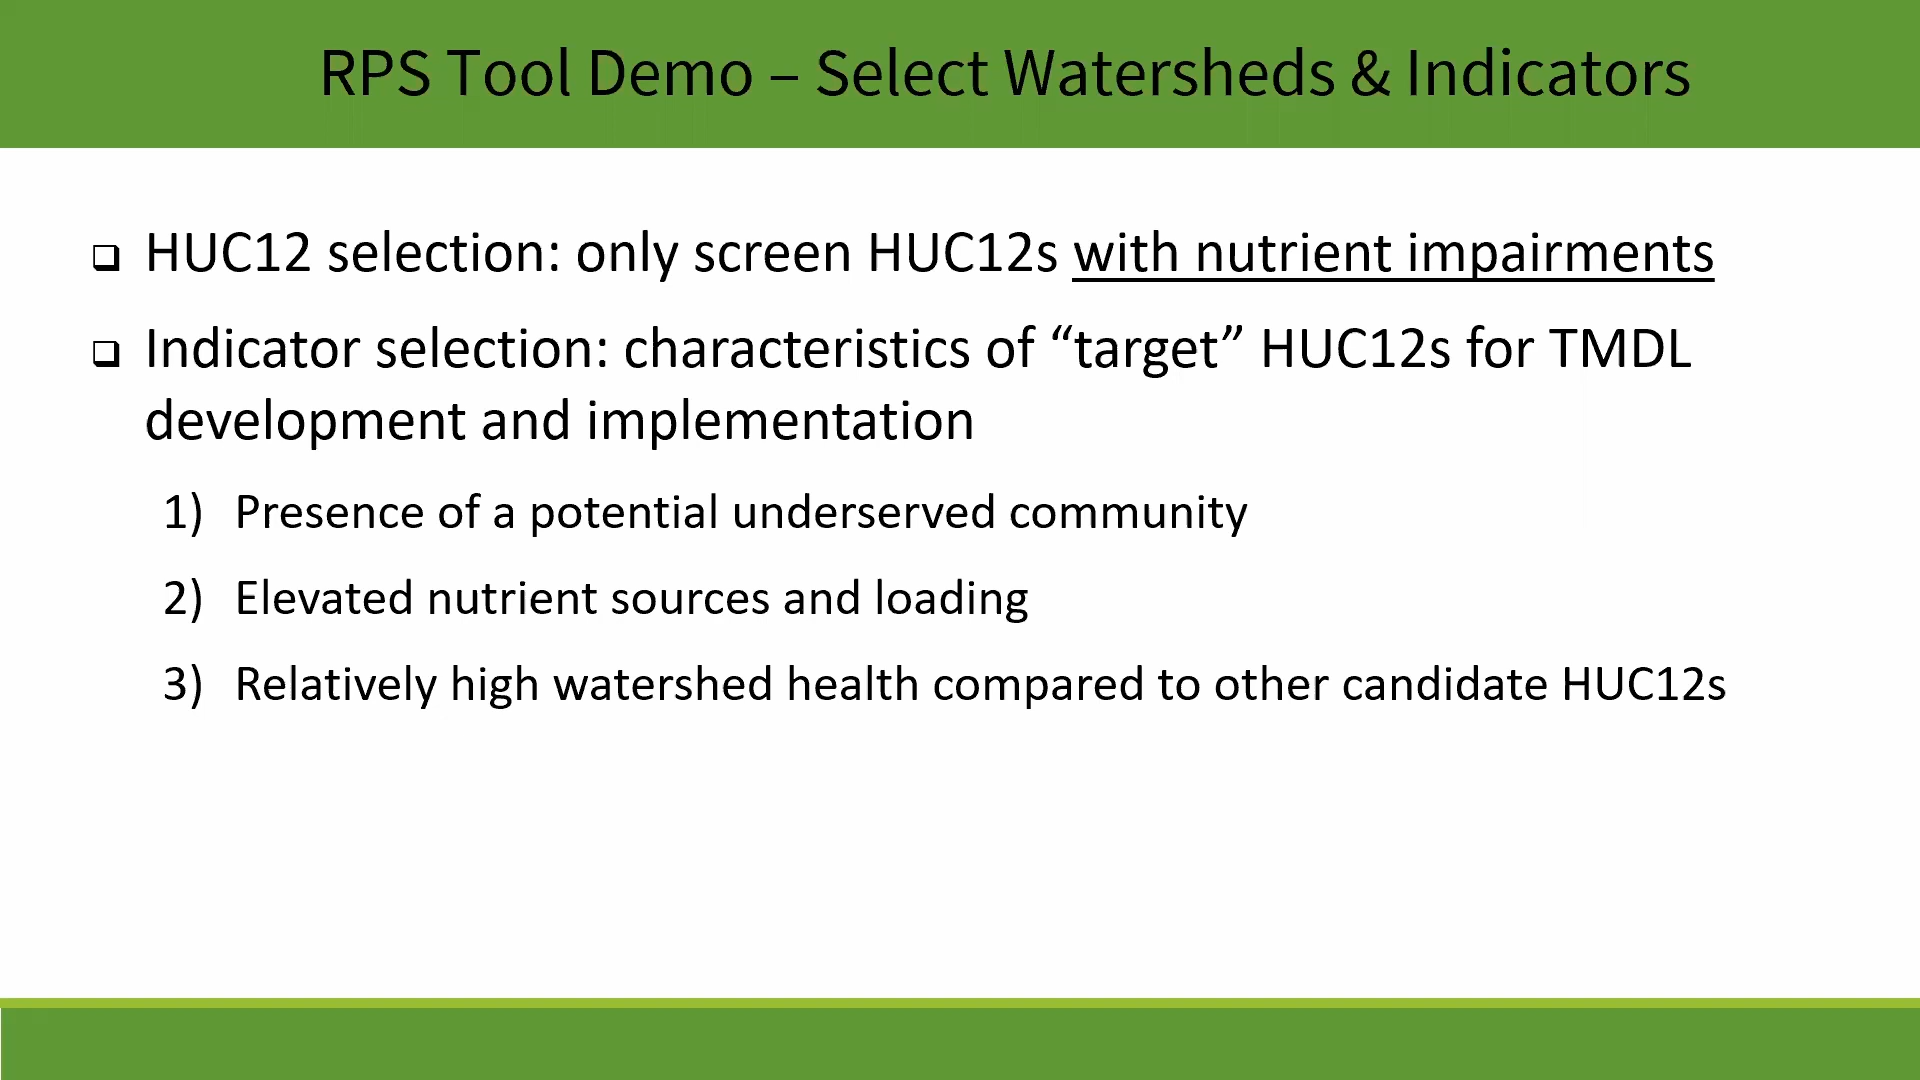 RPS Tool Demo – Select Watersheds & Indicators
❑ HUC12 selection: only screen HUC12s with nutrient impairments
❑ Indicator selection: characteristics of “target” HUC12s for TMDL
development and implementation
1) Presence of a potential underserved community
2) Elevated nutrient sources and loading
3) Relatively high watershed health compared to other candidate HUC12s